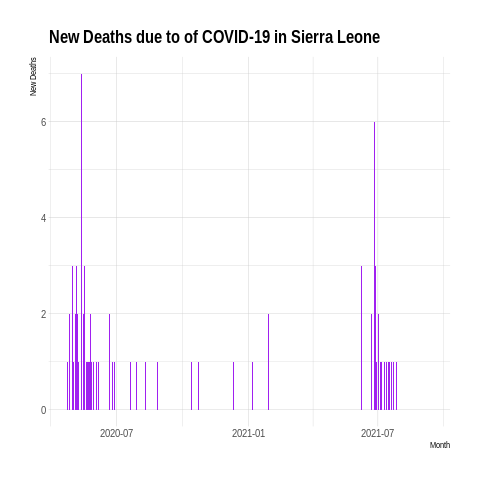 New Deaths due to of COVID-19 in Sierra Leone
New Deaths
6
4
2
0
2020-07 2021-01 2021-07
Month